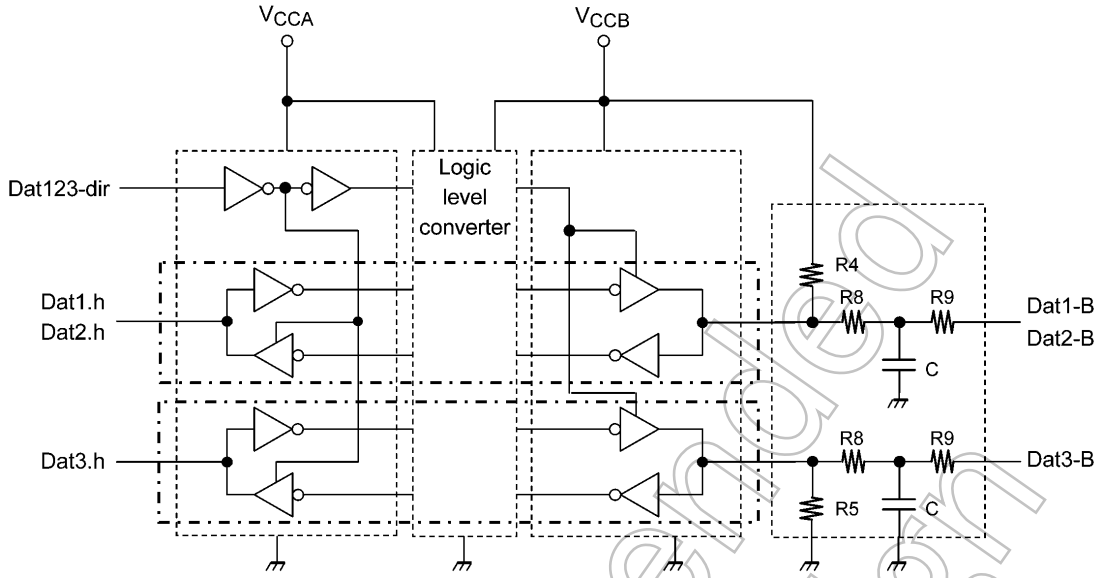 VCCA
VCCB
Logic
level
converter
Dat123-dir
R4
Dat1.h
Dat2.h
R8
R9
Dat1-B
Dat2-B
C
Dat3.h
R8
R9
Dat3-B
R5
C